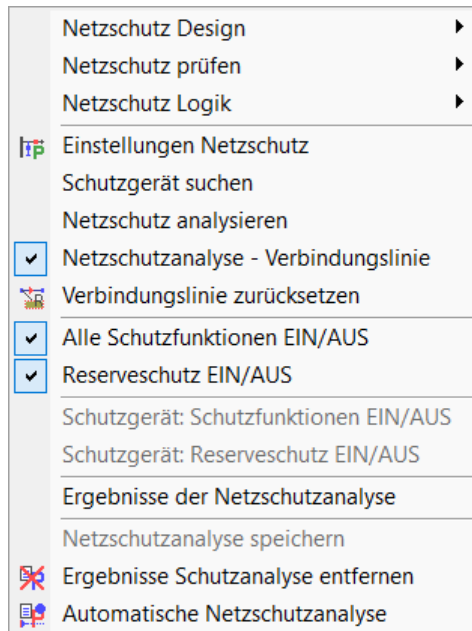 Netzschutz Design
Netzschutz prüfen
Netzschutz Logik
Einstellungen Netzschutz
Schutzgerät suchen
Netzschutz analysieren
Netzschutzanalyse - Verbindungslinie
Verbindungslinie zurücksetzen
Alle Schutzfunktionen EIN/AUS
Reserveschutz EIN/AUS
Schutzgerät: Schutzfunktionen EIN/AUS
Schutzgerät: Reserveschutz EIN/AUS
Ergebnisse der Netzschutzanalyse
Netzschutzanalyse speichern
Ergebnisse Schutzanalyse entfernen
Automatische Netzschutzanalyse